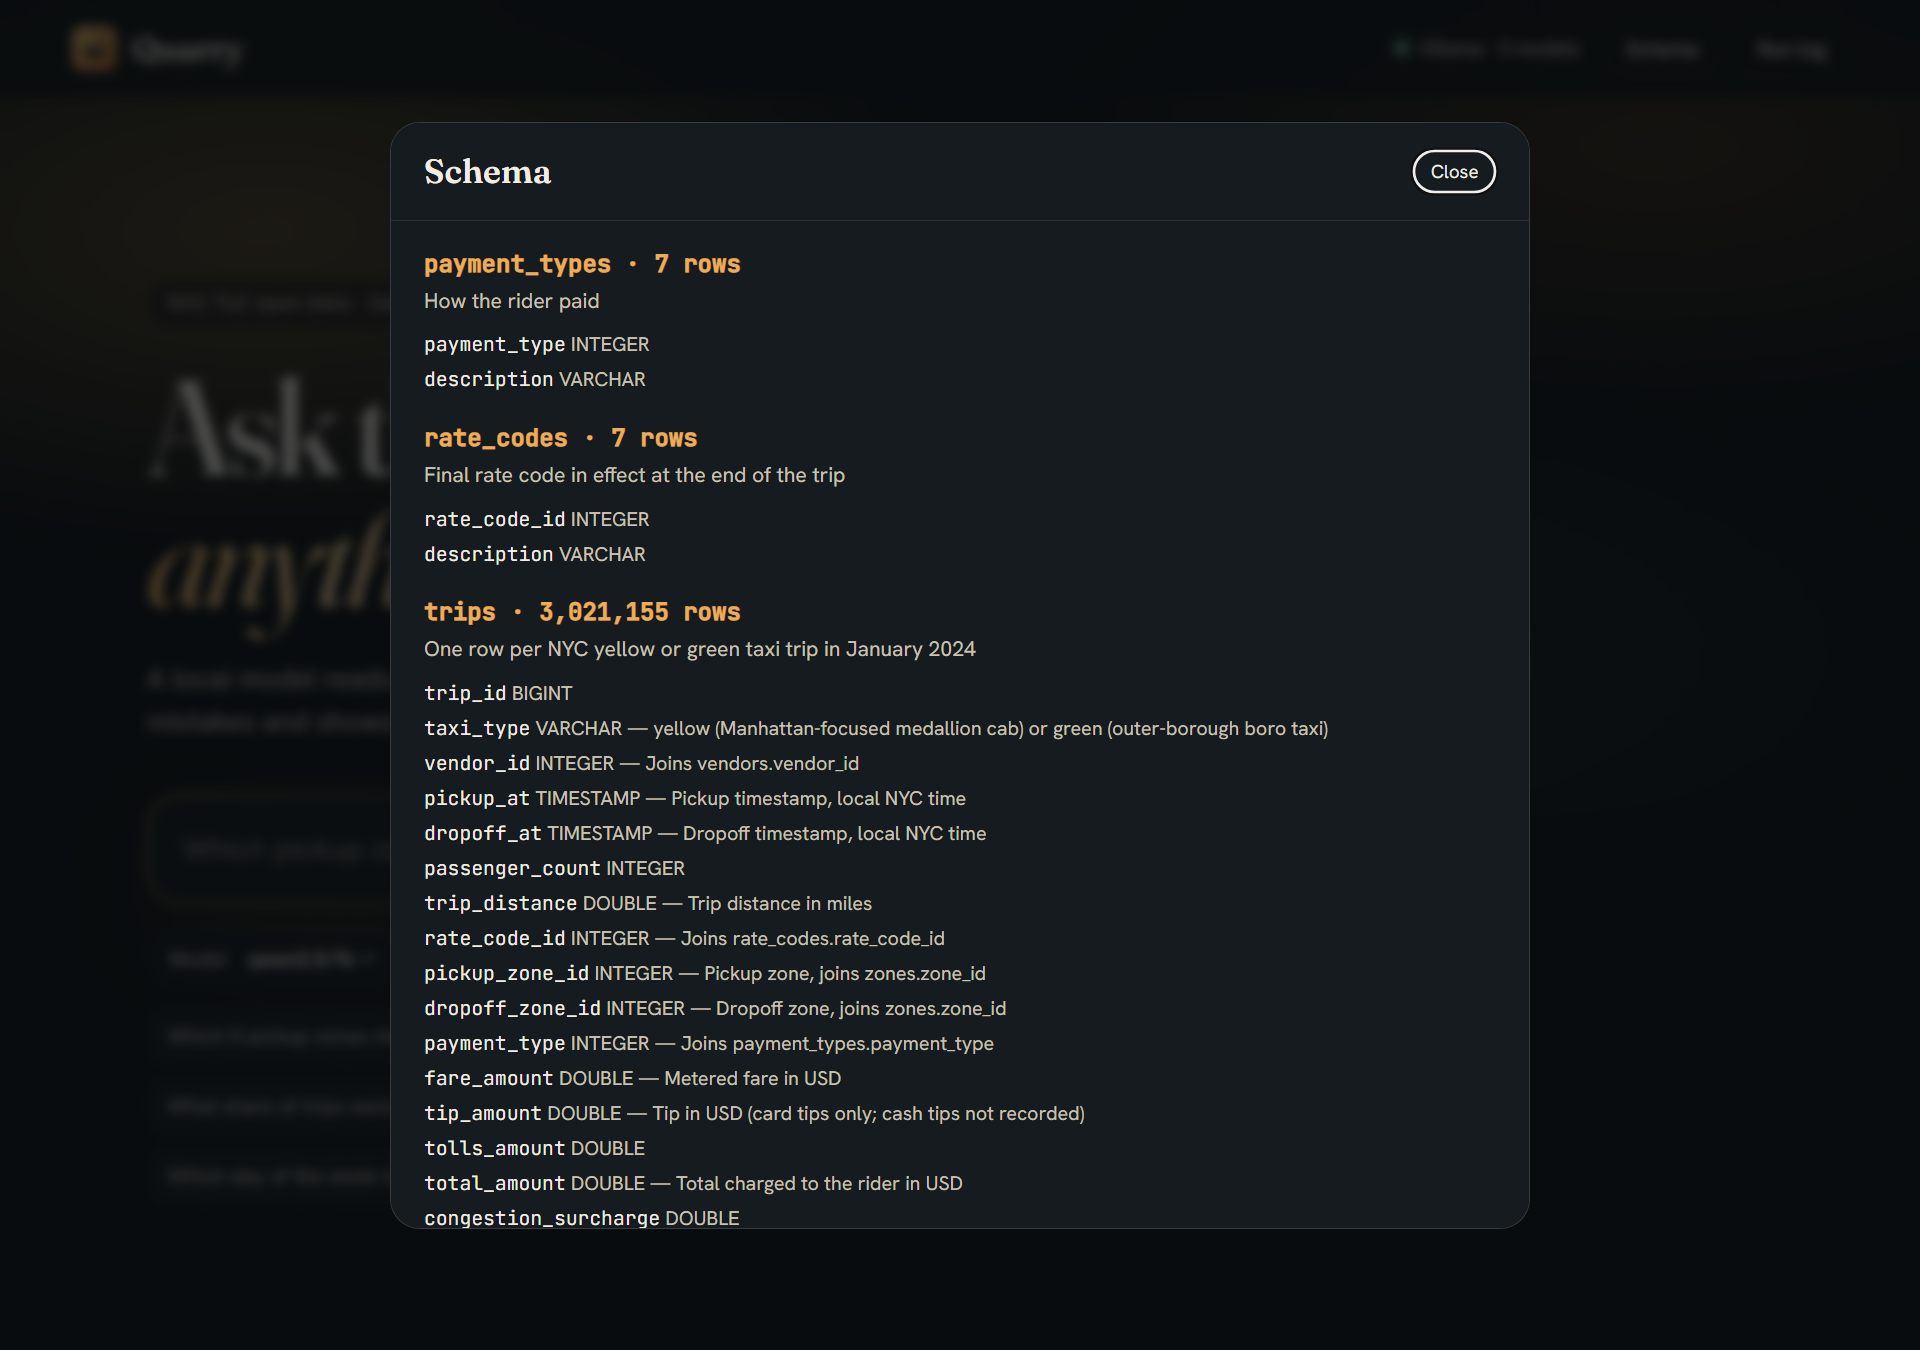 Quarry
Schema
Close
payment_types · 7 rows
How the rider paid
payment_type INTEGER
description VARCHAR
rate_codes · 7 rows
Final rate code in effect at the end of the trip
rate_code_id INTEGER
description VARCHAR
trips · 3,021,155 rows
One row per NYC yellow or green taxi trip in January 2024
trip_id BIGINT
taxi_type VARCHAR — yellow (Manhattan-focused medallion cab) or green (outer-borough boro taxi)
vendor_id INTEGER — Joins vendors.vendor_id
pickup_at TIMESTAMP — Pickup timestamp, local NYC time
dropoff_at TIMESTAMP — Dropoff timestamp, local NYC time
passenger_count INTEGER
trip_distance DOUBLE — Trip distance in miles
rate_code_id INTEGER — Joins rate_codes.rate_code_id
pickup_zone_id INTEGER — Pickup zone, joins zones.zone_id
dropoff_zone_id INTEGER — Dropoff zone, joins zones.zone_id
payment_type INTEGER — Joins payment_types.payment_type
fare_amount DOUBLE — Metered fare in USD
tip_amount DOUBLE — Tip in USD (card tips only; cash tips not recorded)
tolls_amount DOUBLE
total_amount DOUBLE — Total charged to the rider in USD
congestion_surcharge DOUBLE